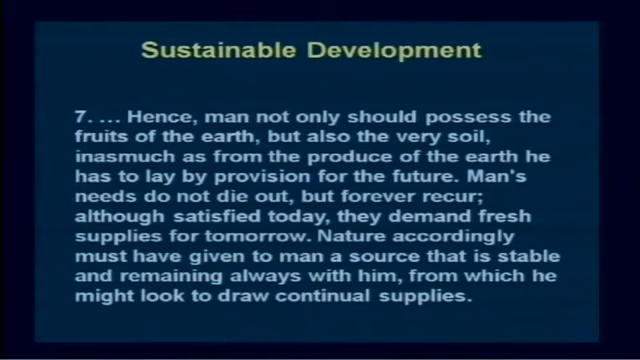 Sustainable Development
7. ... Hence, man not only should possess the
fruits of the earth, but also the very soil,
inasmuch as from the produce of the earth he
has to lay by provision for the future. Man's
needs do not die out, but forever recur;
although satisfied today, they demand fresh
supplies for tomorrow. Nature accordingly
must have given to man a source that is stable
and remaining always with him, from which he
might look to draw continual supplies.